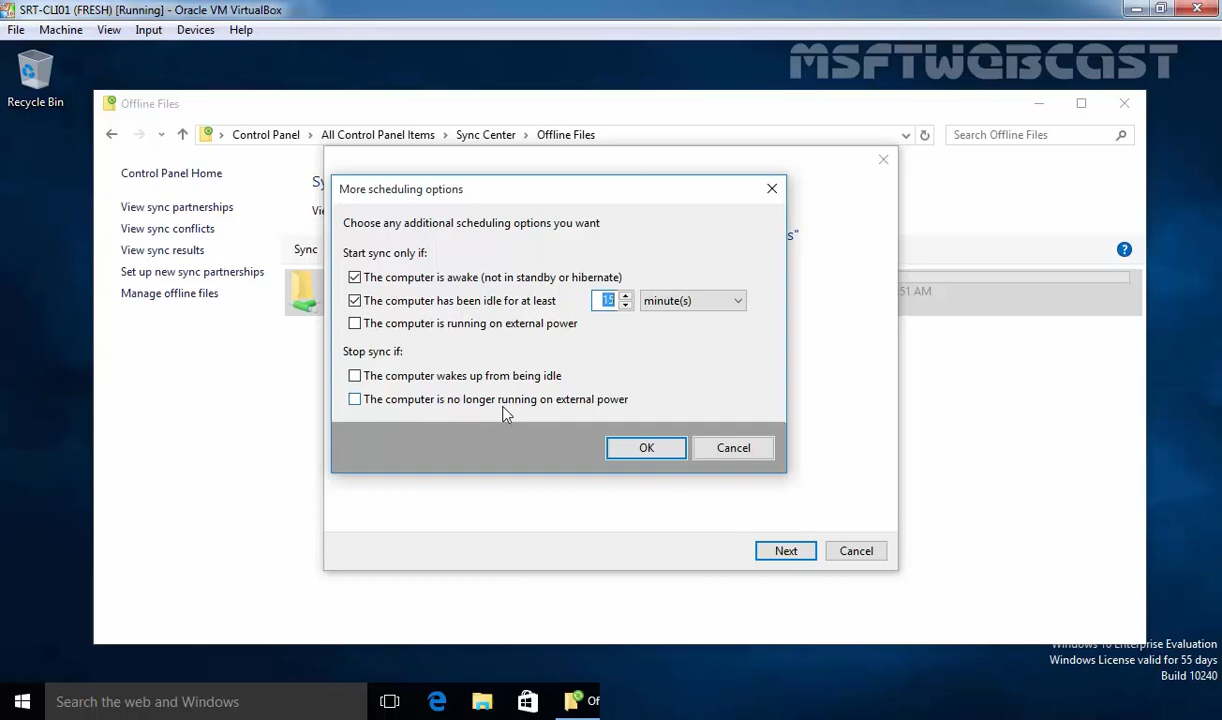 SRT-CLI01 (FRESH) [Running] - Oracle VM VirtualBox
File Machine View Input Devices Help
MSFTWEBCAST
Recycle Bin
Offline Files
Control Panel > All Control Panel Items > Sync Center > Offline Files
Search Offline Files
Control Panel Home
View sync partnerships
View sync conflicts
View sync results
Set up new sync partnerships
Manage offline files
Sync
s"
51 AM
More scheduling options
Choose any additional scheduling options you want
Start sync only if:
The computer is awake (not in standby or hibernate)
The computer has been idle for at least 15 minute(s)
The computer is running on external power
Stop sync if:
The computer wakes up from being idle
The computer is no longer running on external power
OK Cancel
Next Cancel
Windows 10 Enterprise Evaluation
Windows License valid for 55 days
Build 10240
Search the web and Windows
Of